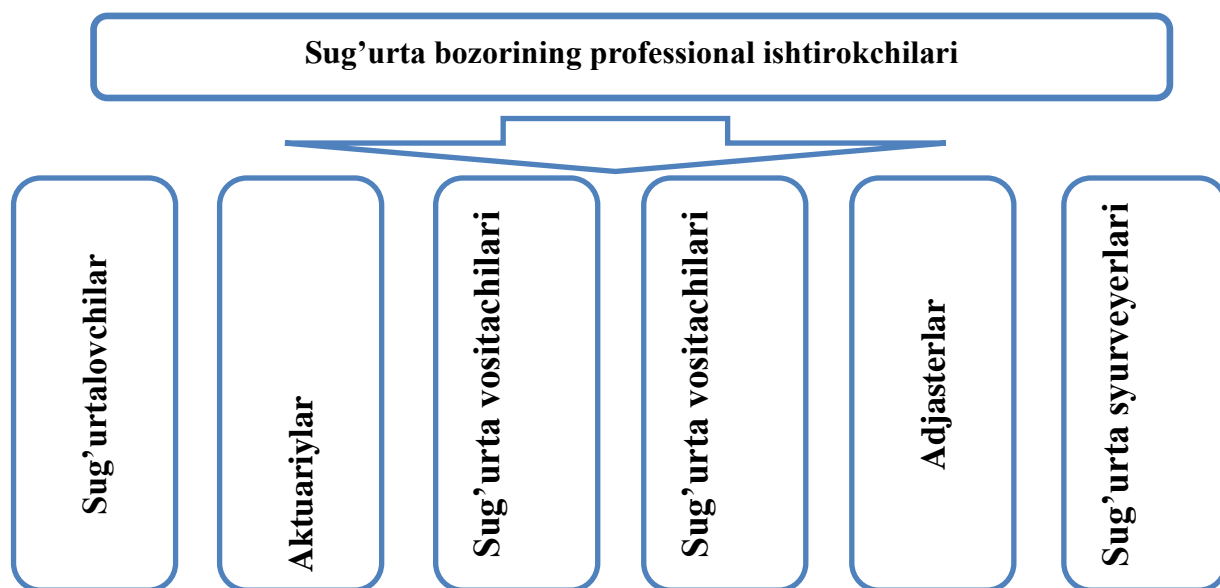 Sug’urta bozorining professional ishtirokchilari
Sug’urtalovchilar
Aktuariylar
Sug’urta vositachilari
Sug’urta vositachilari
Adjasterlar
Sug’urta syurveyerlari